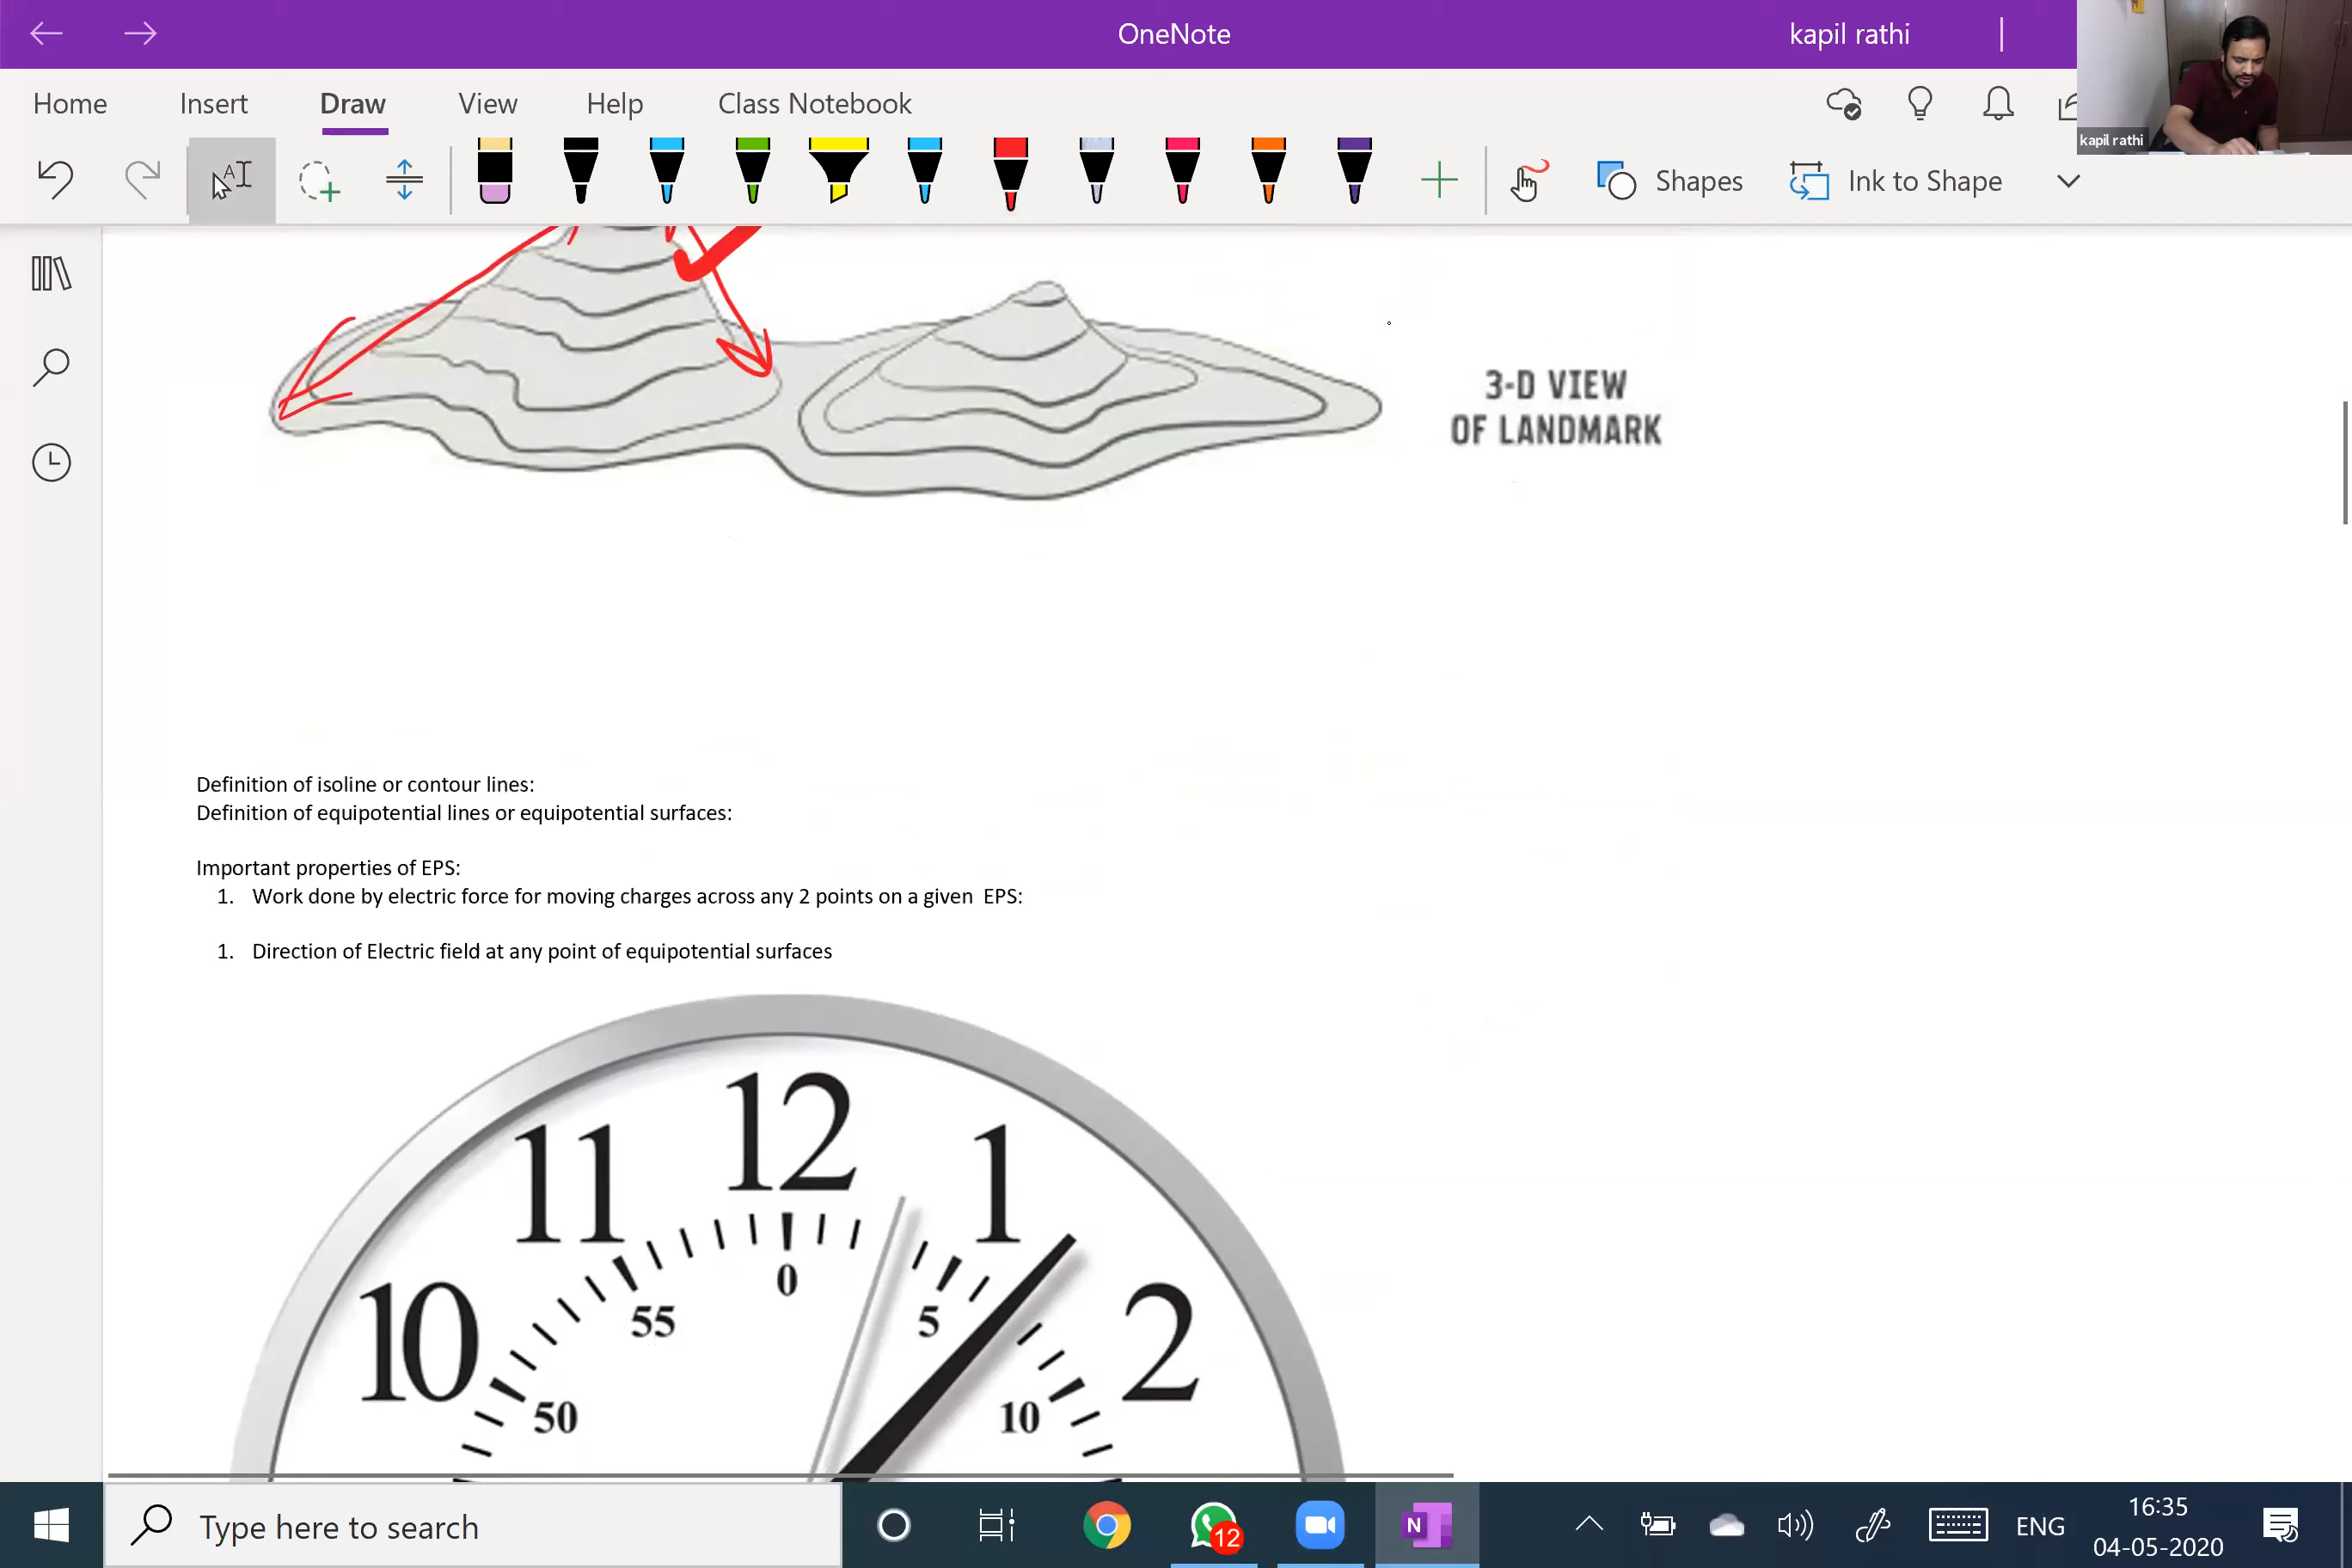 OneNote
kapil rathi
kapil rathi
Home Insert Draw View Help Class Notebook
Shapes Ink to Shape
3-D VIEW
OF LANDMARK
Definition of isoline or contour lines:
Definition of equipotential lines or equipotential surfaces:
Important properties of EPS:
1. Work done by electric force for moving charges across any 2 points on a given EPS:
1. Direction of Electric field at any point of equipotential surfaces
12
11 1
0
10 55 5 2
50 10
Type here to search
12
N
ENG
16:35
04-05-2020